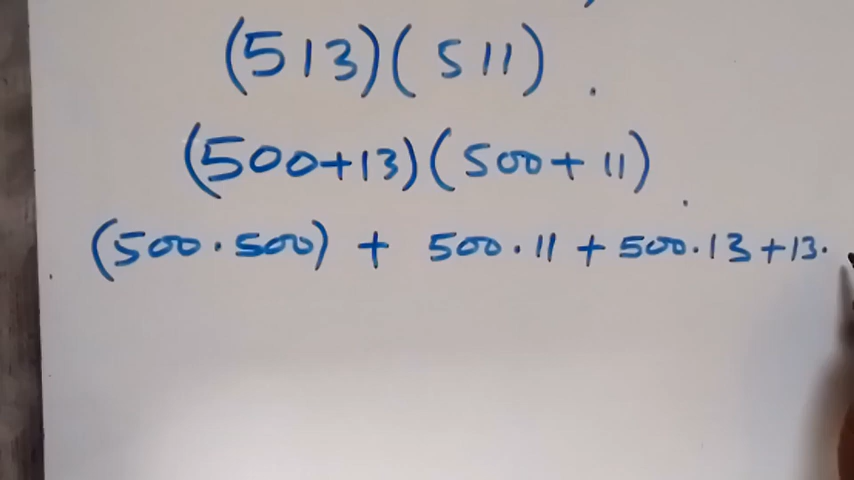 (513)(511)
(500+13)(500+11)
(500·500) + 500·11 + 500·13 + 13·